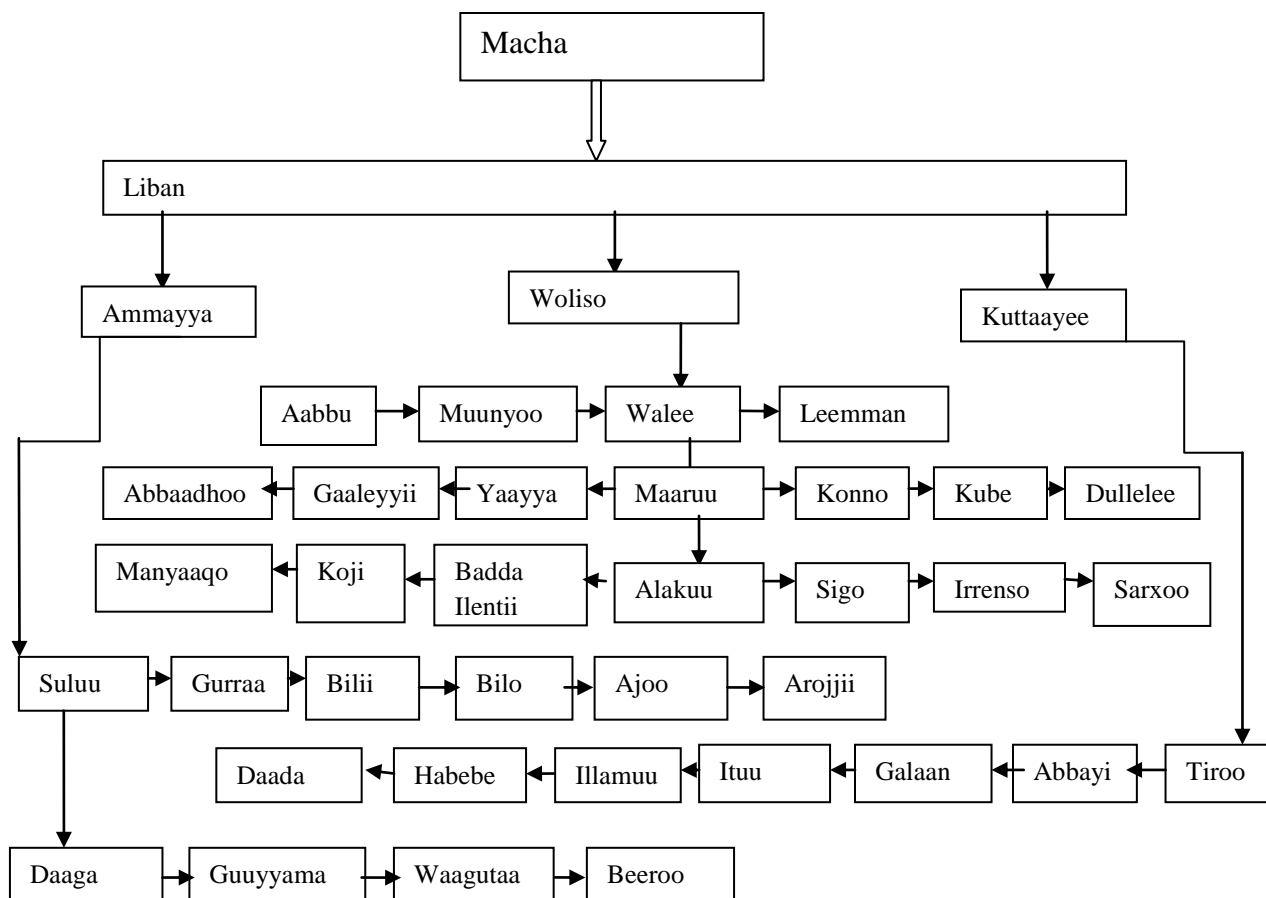 Macha
Liban
Ammayya
Woliso
Kuttaayee
Aabbu
Muunyoo
Walee
Leemman
Abbaadhoo
Gaaleyyii
Yaayya
Maaruu
Konno
Kube
Dullelee
Manyaaqo
Koji
Badda
Ilentii
Alakuu
Sigo
Irrenso
Sarxoo
Suluu
Gurraa
Bilii
Bilo
Ajoo
Arojjii
Daada
Habebe
Illamuu
Ituu
Galaan
Abbayi
Tiroo
Daaga
Guuyyama
Waagutaa
Beeroo